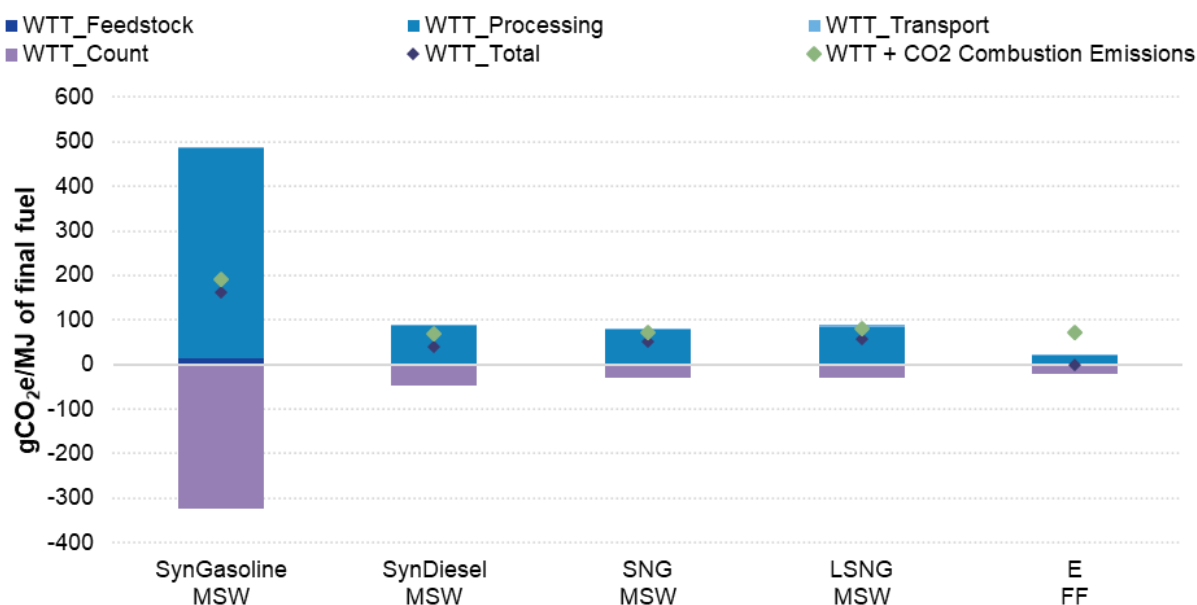 WTT_Feedstock WTT_Processing WTT_Transport
WTT_Count WTT_Total WTT + CO2 Combustion Emissions
600
500
400
300
200
100
0
-100
-200
-300
-400
gCO₂e/MJ of final fuel
SynGasoline SynDiesel SNG LSNG E
MSW MSW MSW MSW FF